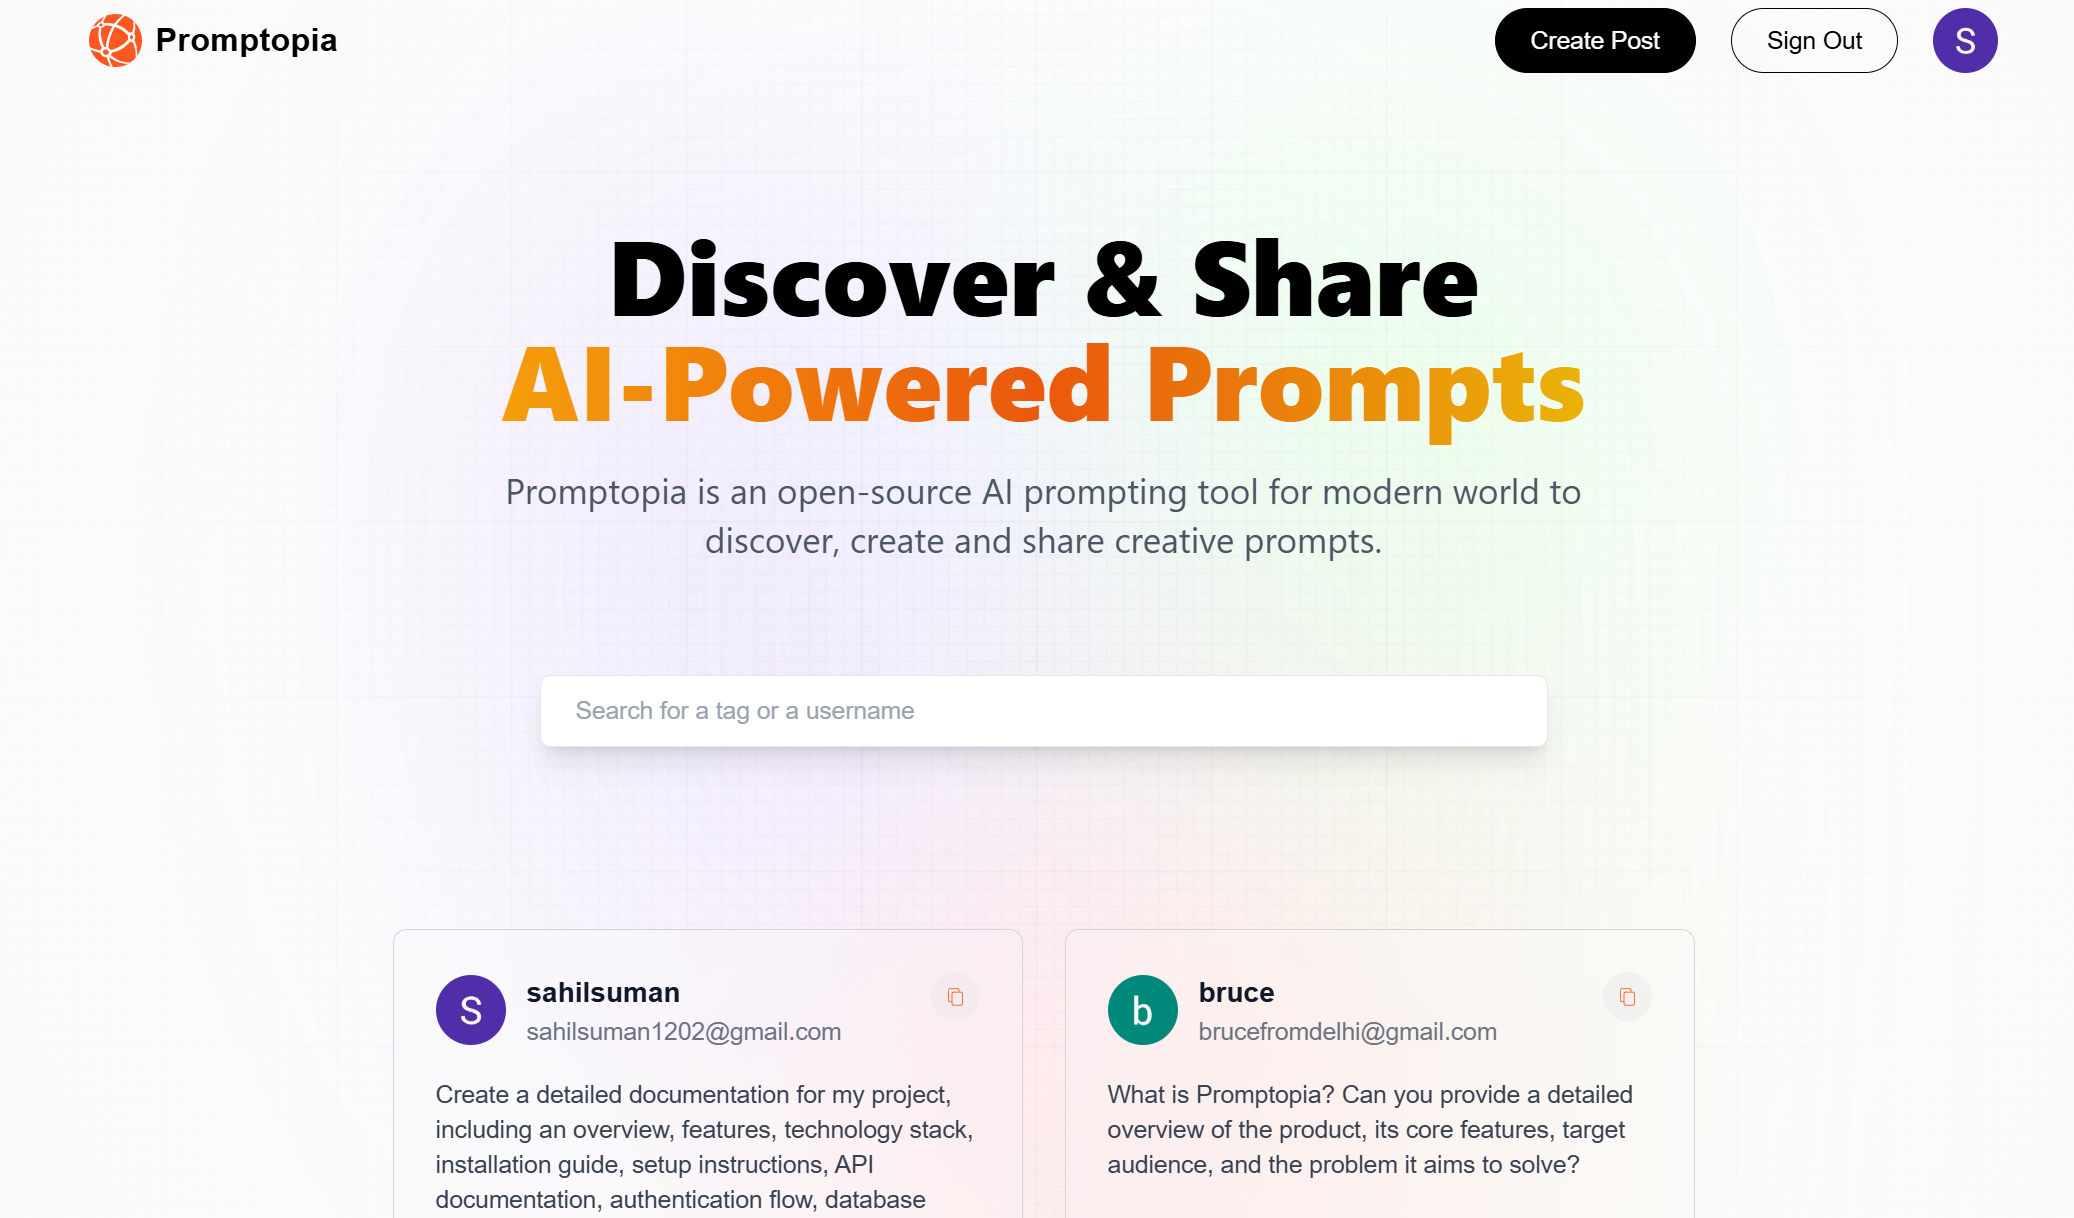 Promptopia
Create Post
Sign Out
S
Discover & Share
AI-Powered Prompts
Promptopia is an open-source AI prompting tool for modern world to
discover, create and share creative prompts.
Search for a tag or a username
S
sahilsuman
sahilsuman1202@gmail.com
Create a detailed documentation for my project,
including an overview, features, technology stack,
installation guide, setup instructions, API
documentation, authentication flow, database
b
bruce
brucefromdelhi@gmail.com
What is Promptopia? Can you provide a detailed
overview of the product, its core features, target
audience, and the problem it aims to solve?